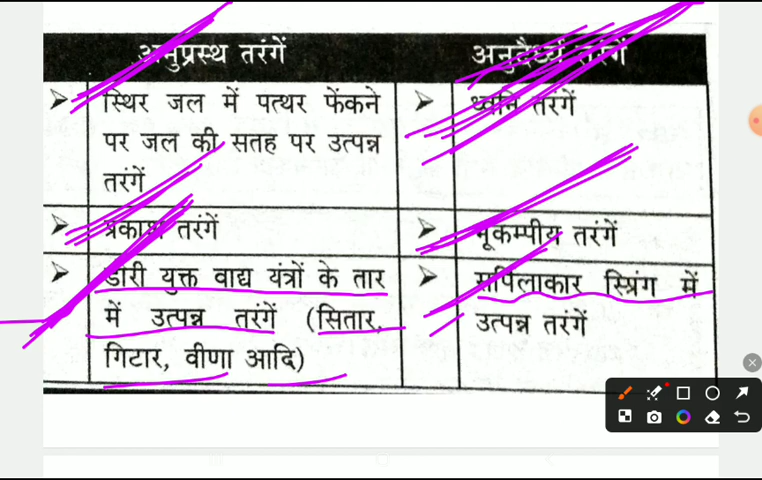 अनुप्रस्थ तरंगें
अनुदैर्ध्य तरंगें
स्थिर जल में पत्थर फेंकने
पर जल की सतह पर उत्पन्न
तरंगें
ध्वनि तरंगें
प्रकाश तरंगें
भूकम्पीय तरंगें
डोरी युक्त वाद्य यंत्रों के तार
में उत्पन्न तरंगें (सितार,
गिटार, वीणा आदि)
सर्पिलाकार स्प्रिंग में
उत्पन्न तरंगें